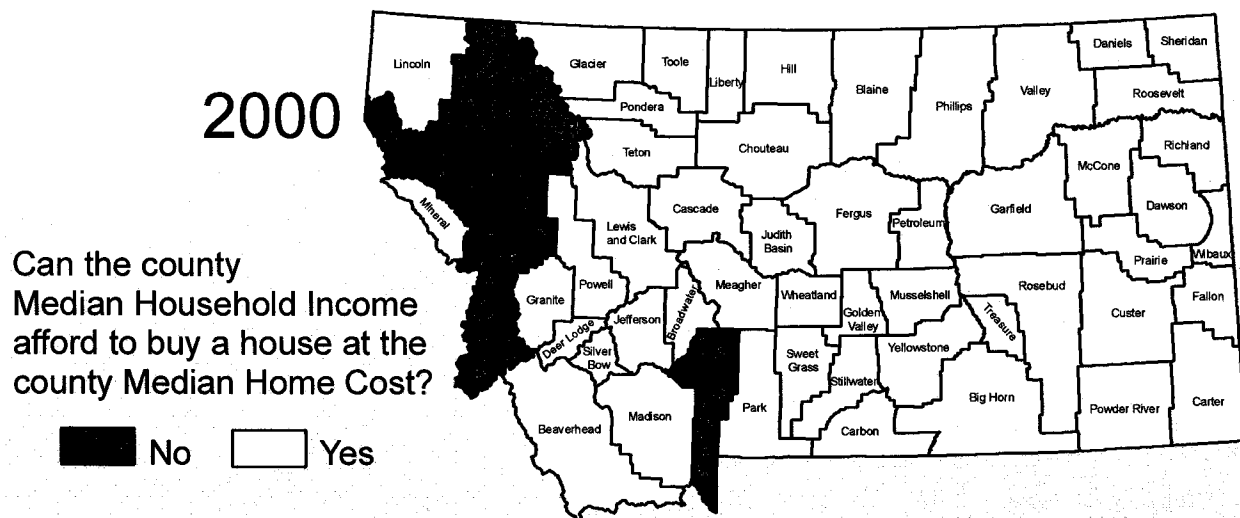 2000
Lincoln
Glacier
Toole
Liberty
Hill
Blaine
Phillips
Valley
Daniels
Sheridan
Roosevelt
Pondera
Teton
Chouteau
Richland
McCone
Dawson
Mineral
Lewis
and Clark
Cascade
Judith
Basin
Fergus
Petroleum
Garfield
Prairie
Wibaux
Can the county
Median Household Income
afford to buy a house at the
county Median Home Cost?
No
Yes
Granite
Powell
Jefferson
Broadwater
Meagher
Wheatland
Golden
Valley
Musselshell
Treasure
Rosebud
Custer
Fallon
Deer Lodge
Silver
Bow
Sweet
Grass
Stillwater
Yellowstone
Beaverhead
Madison
Park
Carbon
Big Horn
Powder River
Carter